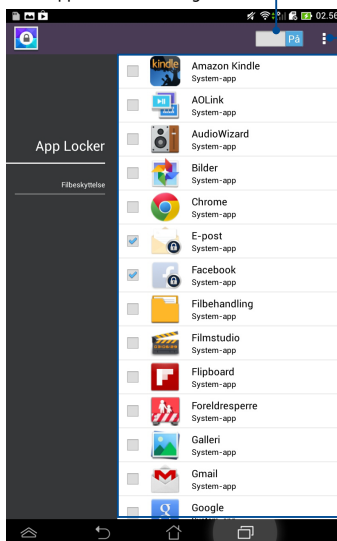 02.56
På
App Locker
Filbeskyttelse
kindle
Amazon Kindle
System-app
AOLink
System-app
AudioWizard
System-app
Bilder
System-app
Chrome
System-app
E-post
System-app
Facebook
System-app
Filbehandling
System-app
Filmstudio
System-app
Flipboard
System-app
Foreldresperre
System-app
Galleri
System-app
Gmail
System-app
Google